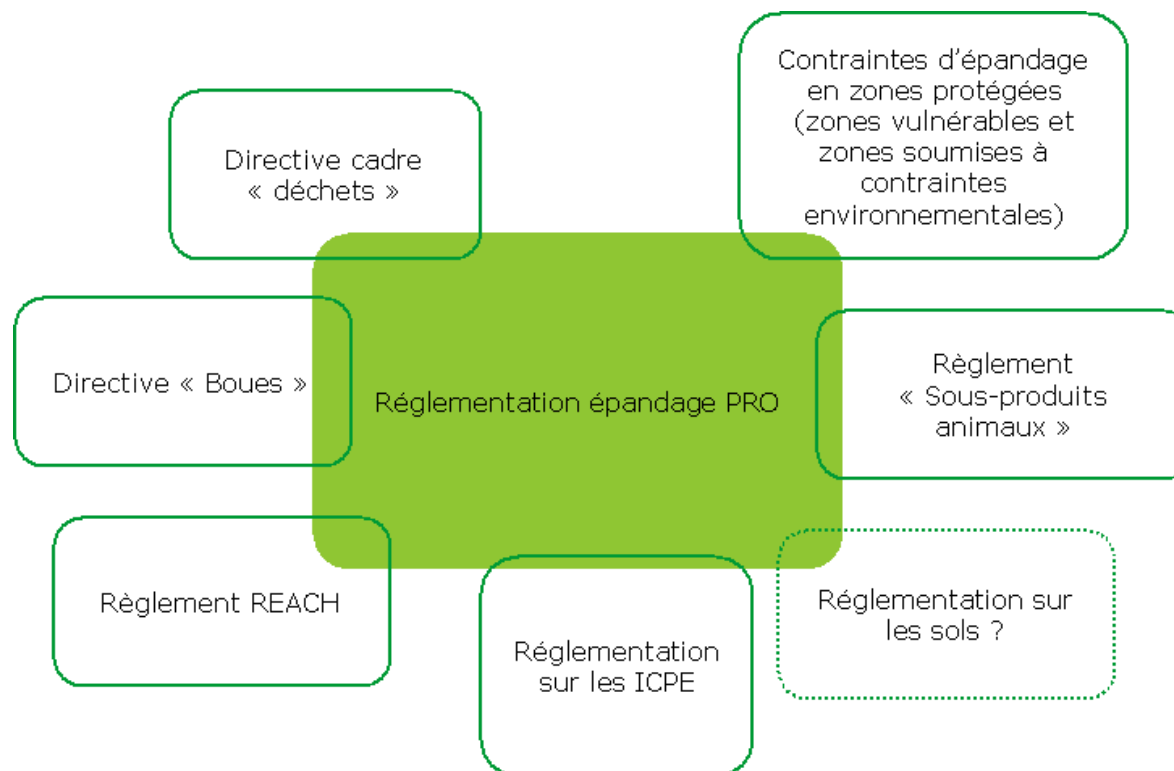 Contraintes d'épandage
en zones protégées
(zones vulnérables et
zones soumises à
contraintes
environnementales)
Directive cadre
« déchets »
Directive « Boues »
Réglementation épandage PRO
Règlement
« Sous-produits
animaux »
Règlement REACH
Réglementation
sur les ICPE
Réglementation sur
les sols ?